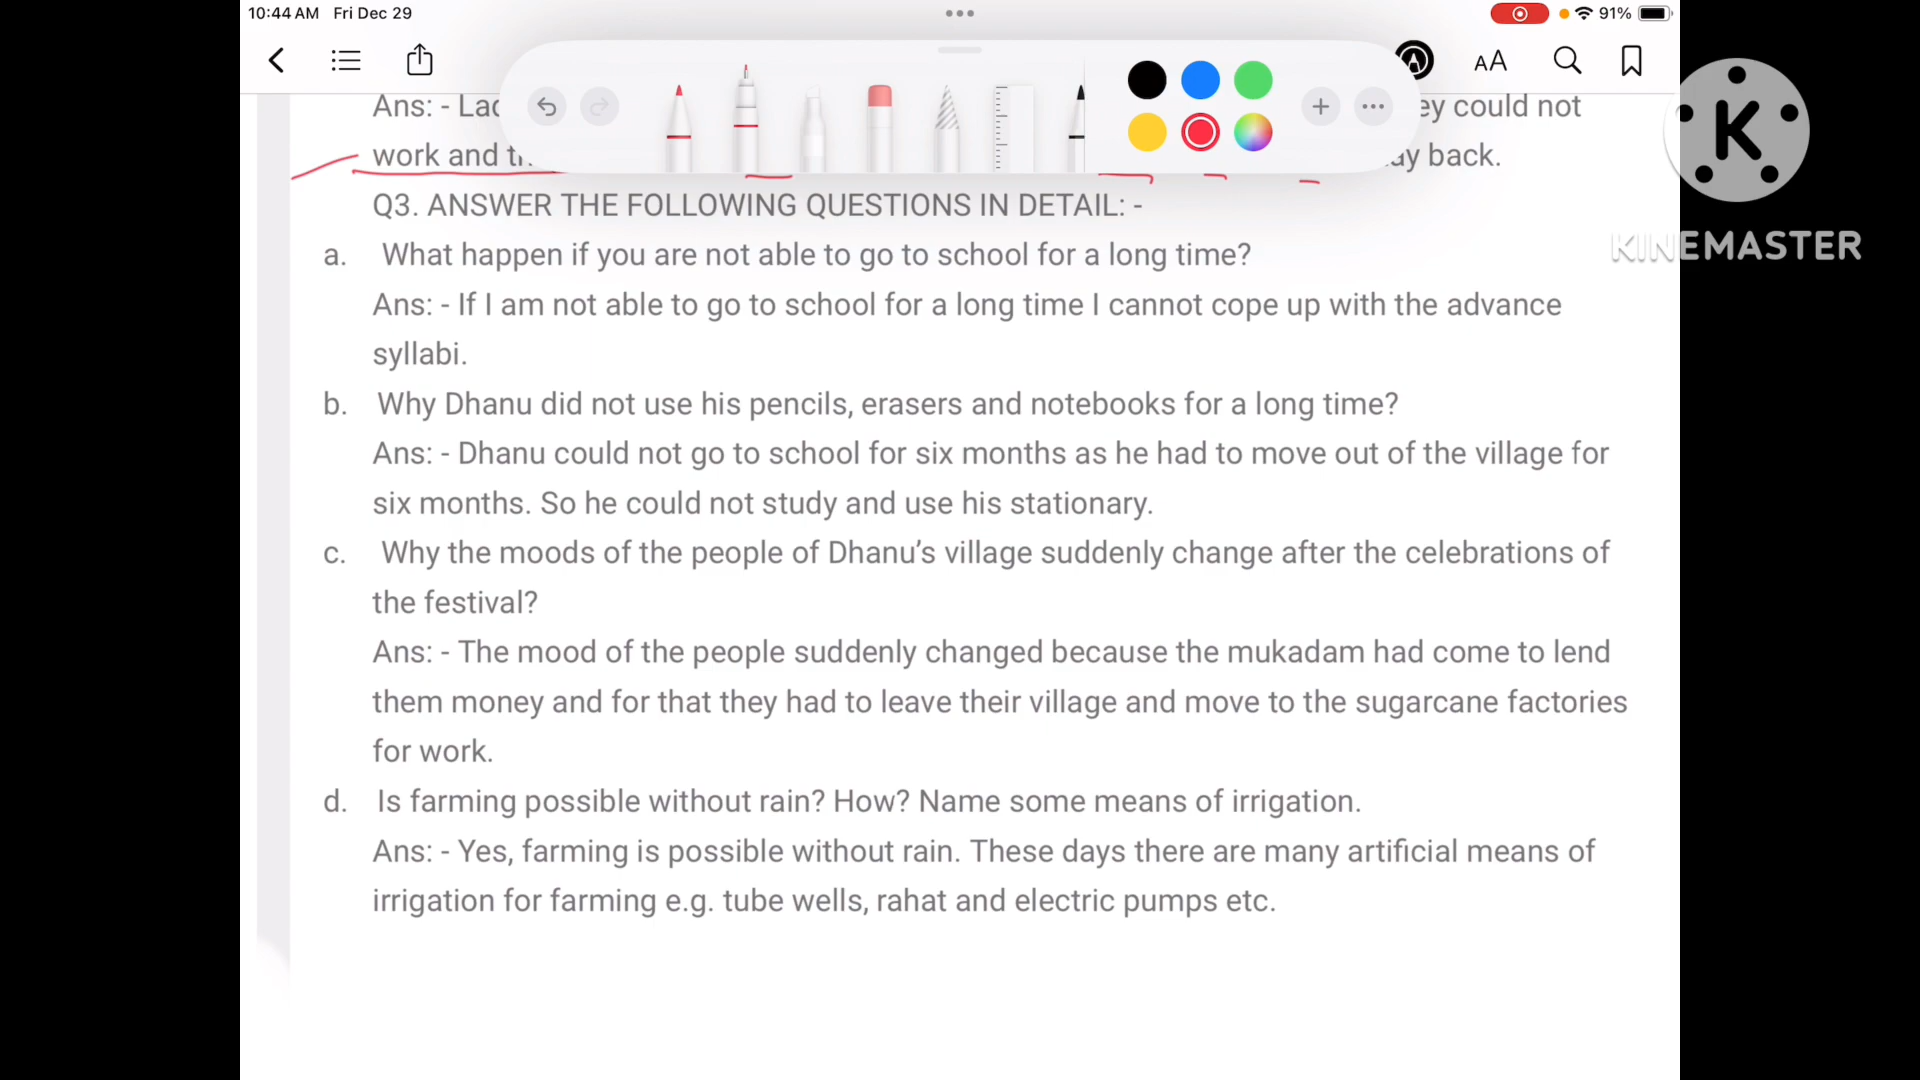 10:44 AM Fri Dec 29
91%
AA
Ans: - could not
work and back.
Q3. ANSWER THE FOLLOWING QUESTIONS IN DETAIL: -
a. What happen if you are not able to go to school for a long time?
Ans: - If I am not able to go to school for a long time I cannot cope up with the advance
syllabi.
b. Why Dhanu did not use his pencils, erasers and notebooks for a long time?
Ans: - Dhanu could not go to school for six months as he had to move out of the village for
six months. So he could not study and use his stationary.
c. Why the moods of the people of Dhanu’s village suddenly change after the celebrations of
the festival?
Ans: - The mood of the people suddenly changed because the mukadam had come to lend
them money and for that they had to leave their village and move to the sugarcane factories
for work.
d. Is farming possible without rain? How? Name some means of irrigation.
Ans: - Yes, farming is possible without rain. These days there are many artificial means of
irrigation for farming e.g. tube wells, rahat and electric pumps etc.
K
KINEMASTER